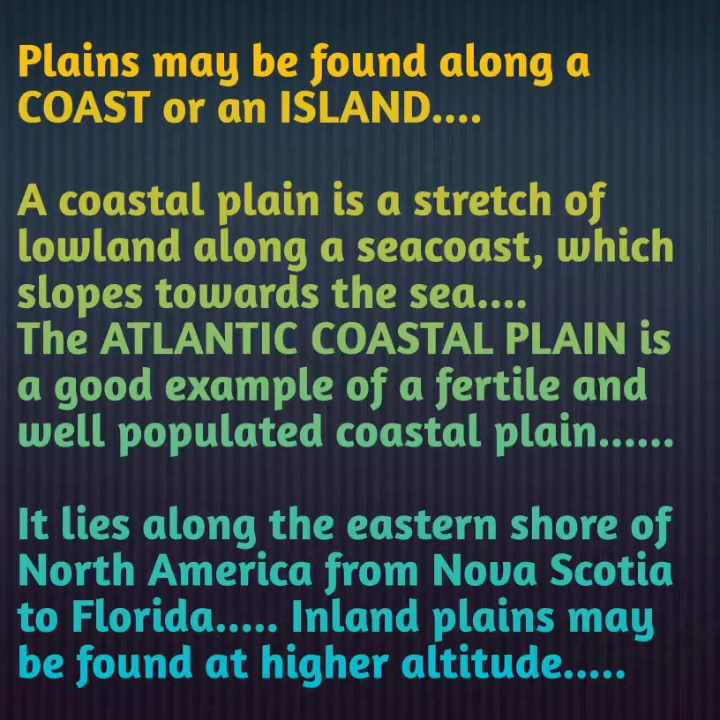 Plains may be found along a
COAST or an ISLAND....
A coastal plain is a stretch of
lowland along a seacoast, which
slopes towards the sea....
The ATLANTIC COASTAL PLAIN is
a good example of a fertile and
well populated coastal plain......
It lies along the eastern shore of
North America from Nova Scotia
to Florida..... Inland plains may
be found at higher altitude.....